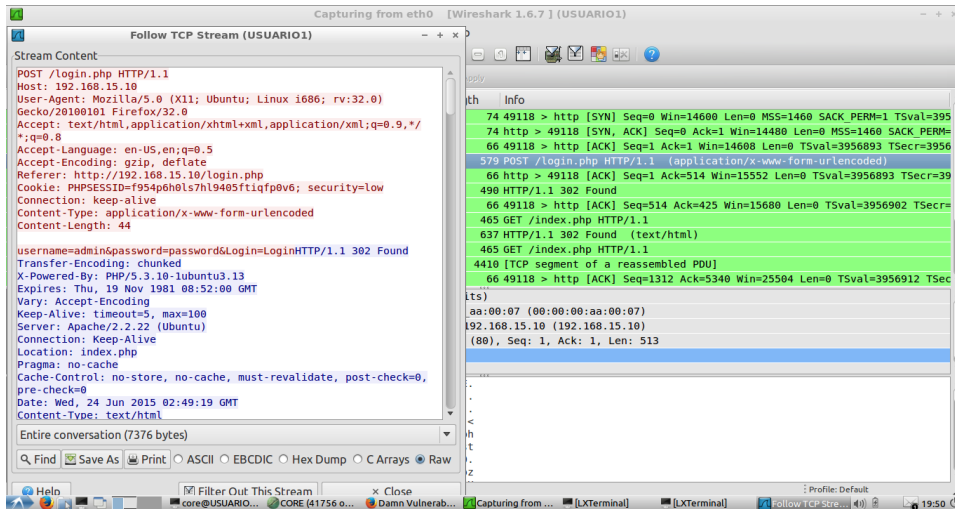 Capturing from eth0 [Wireshark 1.6.7 ] (USUARIO1)
Follow TCP Stream (USUARIO1)
Stream Content
POST /login.php HTTP/1.1
Host: 192.168.15.10
User-Agent: Mozilla/5.0 (X11; Ubuntu; Linux i686; rv:32.0)
Gecko/20100101 Firefox/32.0
Accept: text/html,application/xhtml+xml,application/xml;q=0.9,*/
*;q=0.8
Accept-Language: en-US,en;q=0.5
Accept-Encoding: gzip, deflate
Referer: http://192.168.15.10/login.php
Cookie: PHPSESSID=f954p6h0ls7hl9405ftiqfp0v6; security=low
Connection: keep-alive
Content-Type: application/x-www-form-urlencoded
Content-Length: 44
username=admin&password=password&Login=LoginHTTP/1.1 302 Found
Transfer-Encoding: chunked
X-Powered-By: PHP/5.3.10-1ubuntu3.13
Expires: Thu, 19 Nov 1981 08:52:00 GMT
Vary: Accept-Encoding
Keep-Alive: timeout=5, max=100
Server: Apache/2.2.22 (Ubuntu)
Connection: Keep-Alive
Location: index.php
Pragma: no-cache
Cache-Control: no-store, no-cache, must-revalidate, post-check=0,
pre-check=0
Date: Wed, 24 Jun 2015 02:49:19 GMT
Content-Type: text/html
Entire conversation (7376 bytes)
Find Save As Print ASCII EBCDIC Hex Dump C Arrays Raw
Help Filter Out This Stream Close
Info
74 49118 > http [SYN] Seq=0 Win=14600 Len=0 MSS=1460 SACK_PERM=1 TSval=395
74 http > 49118 [SYN, ACK] Seq=0 Ack=1 Win=14480 Len=0 MSS=1460 SACK_PERM=
66 49118 > http [ACK] Seq=1 Ack=1 Win=14608 Len=0 TSval=3956893 TSecr=3956
579 POST /login.php HTTP/1.1 (application/x-www-form-urlencoded)
66 http > 49118 [ACK] Seq=1 Ack=514 Win=15552 Len=0 TSval=3956893 TSecr=39
490 HTTP/1.1 302 Found
66 49118 > http [ACK] Seq=514 Ack=425 Win=15680 Len=0 TSval=3956902 TSecr=
465 GET /index.php HTTP/1.1
637 HTTP/1.1 302 Found (text/html)
465 GET /index.php HTTP/1.1
4410 [TCP segment of a reassembled PDU]
66 49118 > http [ACK] Seq=1312 Ack=5340 Win=25504 Len=0 TSval=3956912 TSec
its)
_aa:00:07 (00:00:00:aa:00:07)
192.168.15.10 (192.168.15.10)
(80), Seq: 1, Ack: 1, Len: 513
Profile: Default
core@USUARIO... CORE (41756 o... Damn Vulnerab... Capturing from ... [LXTerminal] [LXTerminal] Follow TCP Stre... 19:50